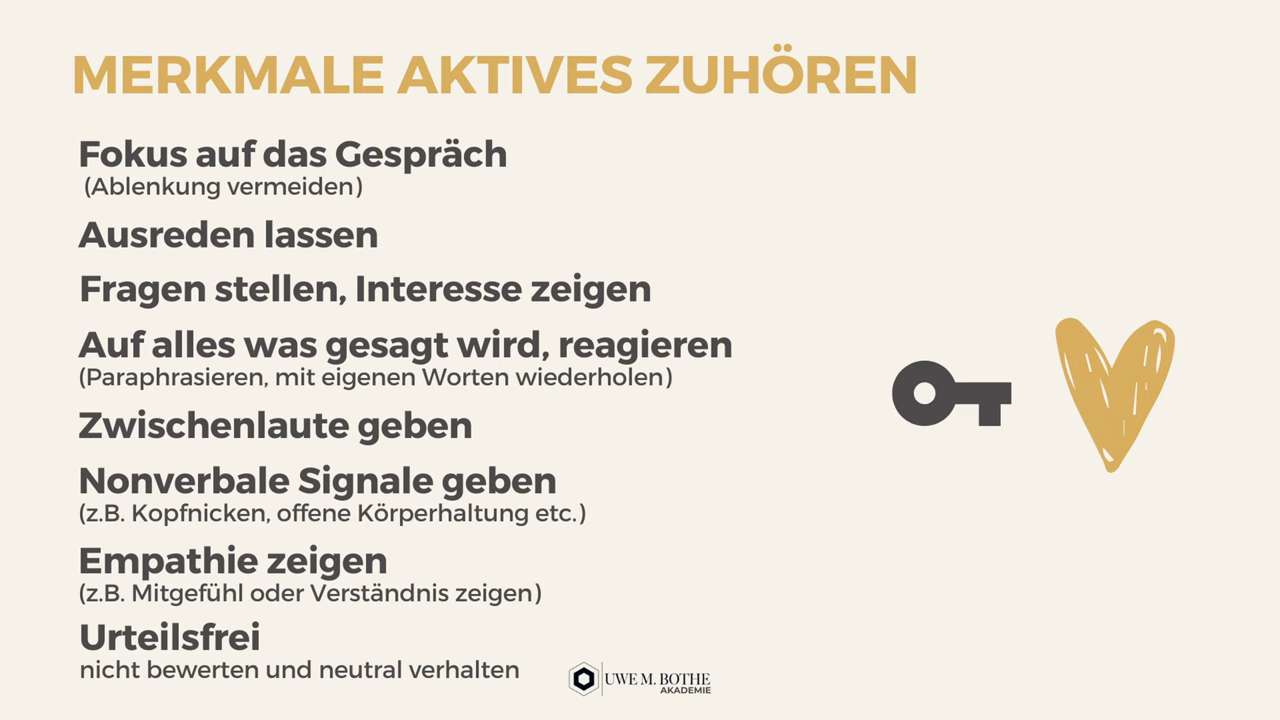 MERKMALE AKTIVES ZUHÖREN
Fokus auf das Gespräch
(Ablenkung vermeiden)
Ausreden lassen
Fragen stellen, Interesse zeigen
Auf alles was gesagt wird, reagieren
(Paraphrasieren, mit eigenen Worten wiederholen)
Zwischenlaute geben
Nonverbale Signale geben
(z.B. Kopfnicken, offene Körperhaltung etc.)
Empathie zeigen
(z.B. Mitgefühl oder Verständnis zeigen)
Urteilsfrei
nicht bewerten und neutral verhalten
UWE M. BOTHE
AKADEMIE